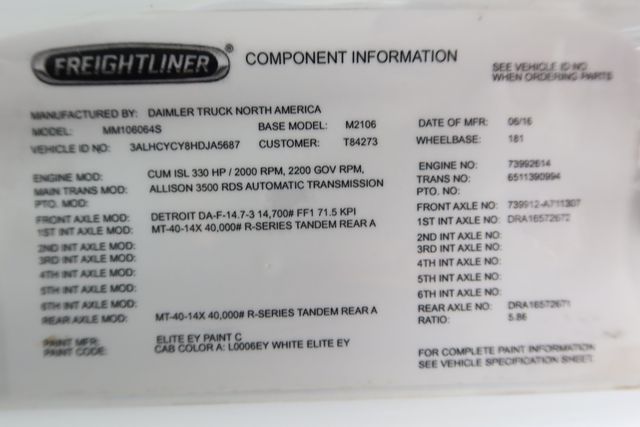 FREIGHTLINER® COMPONENT INFORMATION
SEE VEHICLE ID NO
WHEN ORDERING PARTS
MANUFACTURED BY: DAIMLER TRUCK NORTH AMERICA
MODEL: MM106064S BASE MODEL: M2106 DATE OF MFR: 06/16
VEHICLE ID NO: 3ALHCYCY8HDJA5687 CUSTOMER: T84273 WHEELBASE: 181
ENGINE MOD: CUM ISL 330 HP / 2000 RPM, 2200 GOV RPM, ENGINE NO: 73992614
MAIN TRANS MOD: ALLISON 3500 RDS AUTOMATIC TRANSMISSION TRANS NO: 6511390994
PTO. MOD: PTO. NO:
FRONT AXLE MOD: DETROIT DA-F-14.7-3 14,700# FF1 71.5 KPI FRONT AXLE NO: 739912-A711307
1ST INT AXLE MOD: MT-40-14X 40,000# R-SERIES TANDEM REAR A 1ST INT AXLE NO: DRA16572672
2ND INT AXLE MOD: 2ND INT AXLE NO:
3RD INT AXLE MOD: 3RD INT AXLE NO:
4TH INT AXLE MOD: 4TH INT AXLE NO:
5TH INT AXLE MOD: 5TH INT AXLE NO:
6TH INT AXLE MOD: 6TH INT AXLE NO:
REAR AXLE MOD: MT-40-14X 40,000# R-SERIES TANDEM REAR A REAR AXLE NO: DRA16572671
RATIO: 5.86
PAINT MFR: ELITE EY PAINT C
PAINT CODE: CAB COLOR A: L0006EY WHITE ELITE EY
FOR COMPLETE PAINT INFORMATION
SEE VEHICLE SPECIFICATION SHEET.